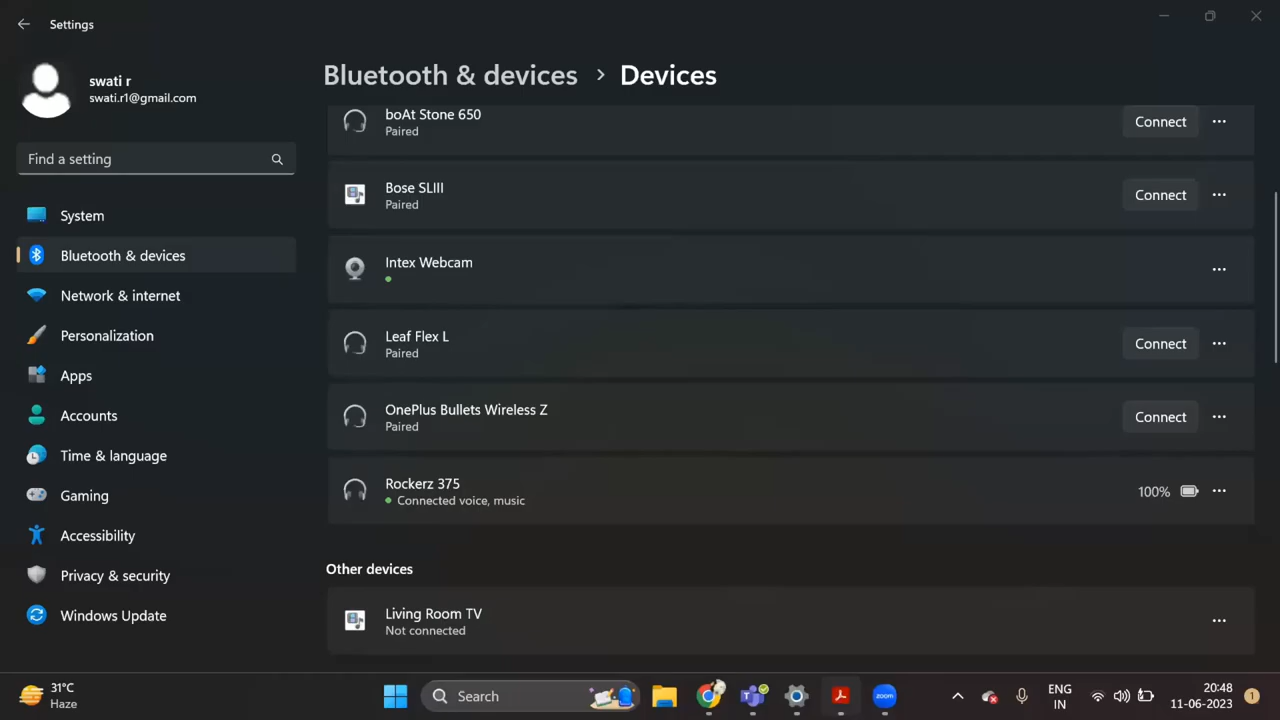 Settings
swati r
swati.r1@gmail.com
Find a setting
System
Bluetooth & devices
Network & internet
Personalization
Apps
Accounts
Time & language
Gaming
Accessibility
Privacy & security
Windows Update
Bluetooth & devices > Devices
boAt Stone 650
Paired
Connect
Bose SLIII
Paired
Connect
Intex Webcam
Leaf Flex L
Paired
Connect
OnePlus Bullets Wireless Z
Paired
Connect
Rockerz 375
Connected voice, music
100%
Other devices
Living Room TV
Not connected
31°C
Haze
Search
zoom
ENG
IN
20:48
11-06-2023
1